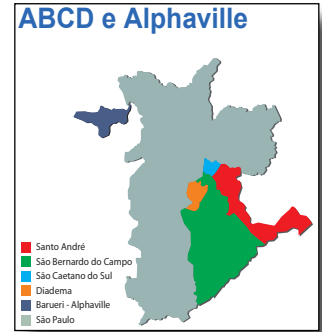 ABCD e Alphaville
Santo André
São Bernardo do Campo
São Caetano do Sul
Diadema
Barueri - Alphaville
São Paulo